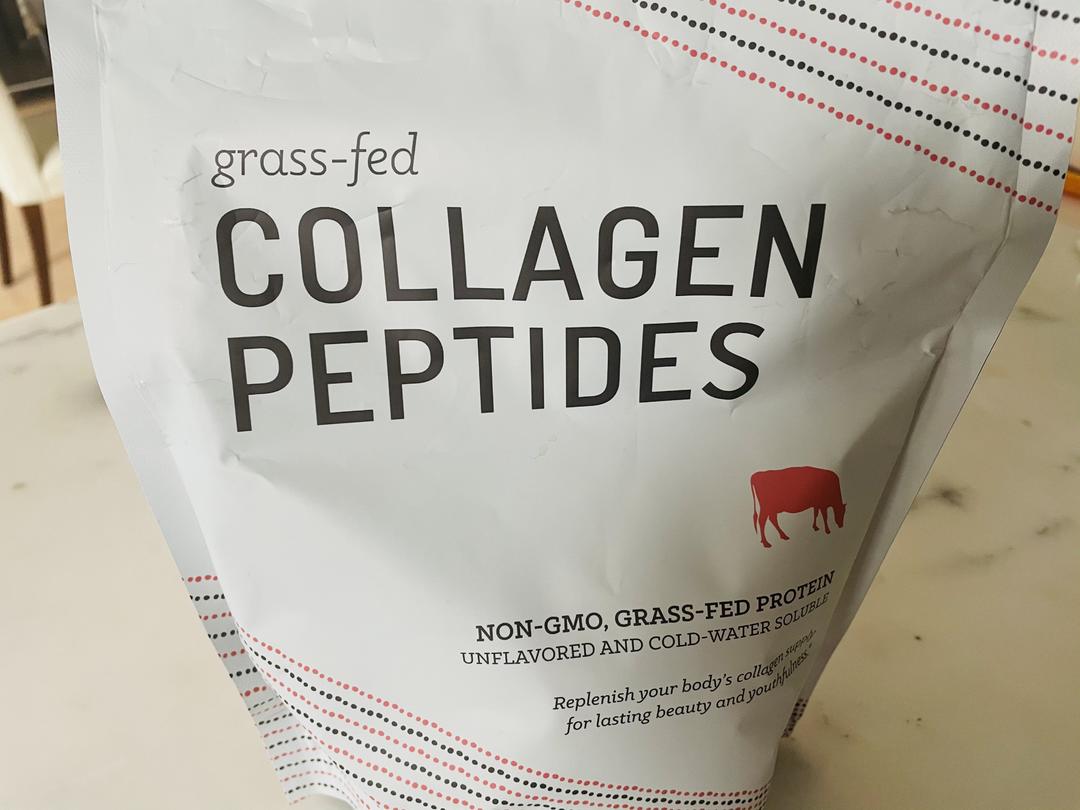 grass-fed
COLLAGEN
PEPTIDES
NON-GMO, GRASS-FED PROTEIN
UNFLAVORED AND COLD-WATER SOLUBLE
Replenish your body's collagen supply
for lasting beauty and youthfulness.*